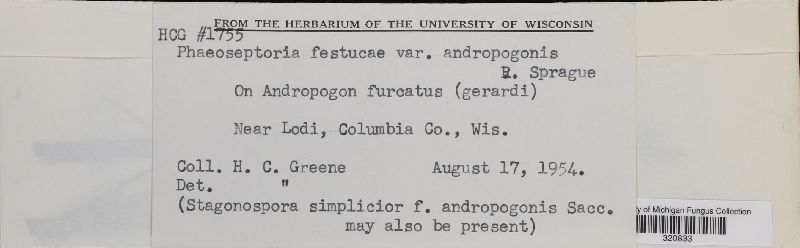 FROM THE HERBARIUM OF THE UNIVERSITY OF WISCONSIN
HCG #1755
Phaeoseptoria festucae var. andropogonis
R. Sprague
On Andropogon furcatus (gerardi)
Near Lodi, Columbia Co., Wis.
Coll. H. C. Greene August 17, 1954.
Det. "
(Stagonospora simplicior f. andropogonis Sacc.
may also be present)
y of Michigan Fungus Collection
320833